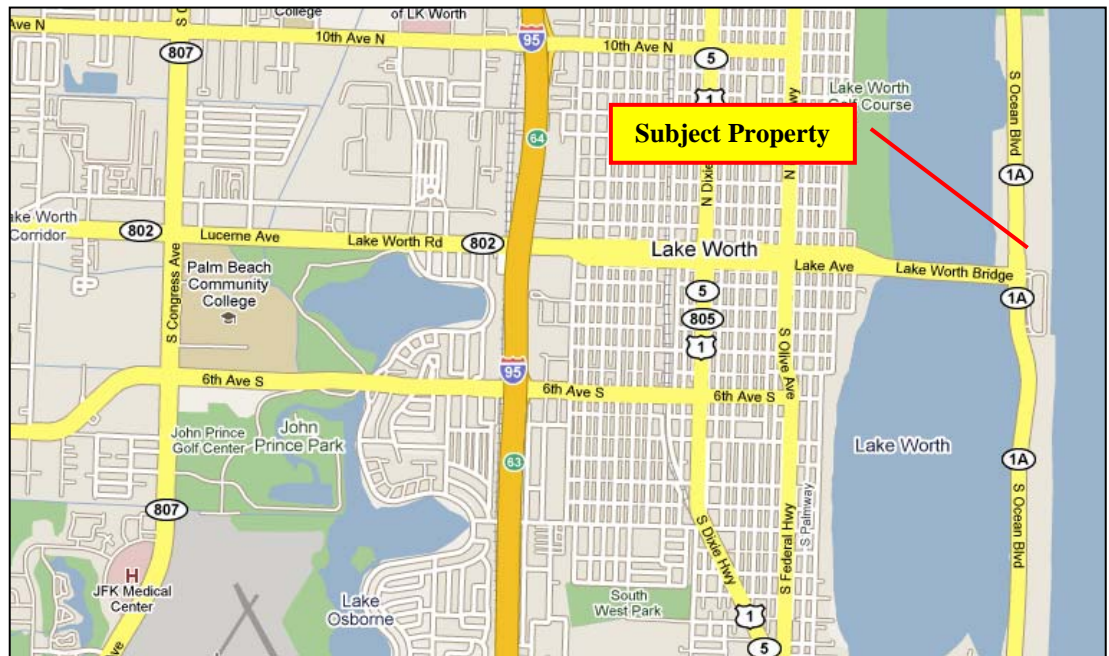 S C
Ave N
College
of LK Worth
10th Ave N
95
10th Ave N
807
5
1
Hwy
Lake Worth
Golf Course
S Ocean Blvd
Subject Property
64
1A
N Dixie
N
ake Worth
Corridor
802
Lucerne Ave
Lake Worth Rd
802
Lake Worth
Lake Ave
Lake Worth Bridge
Palm Beach
Community
College
S Congress Ave
5
1A
805
1
S Olive Ave
95
6th Ave S
6th Ave S
6th Ave S
John Prince
Golf Center
John
Prince Park
Lake Worth
63
1A
807
S Palmway
S Dixie Hwy
S Federal Hwy
S Ocean Blvd
H
JFK Medical
Center
Lake
Osborne
South
West Park
1
5
Ave